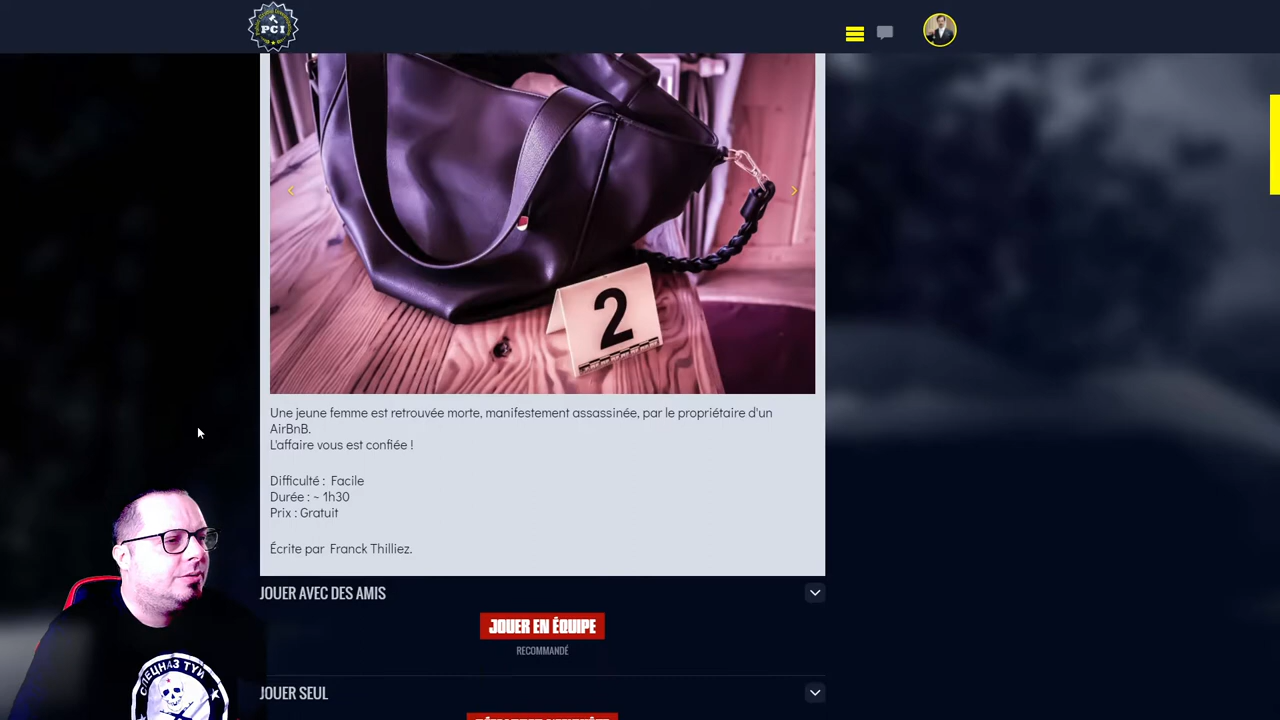 PCI
2
Une jeune femme est retrouvée morte, manifestement assassinée, par le propriétaire d'un
AirBnB.
L'affaire vous est confiée !
Difficulté : Facile
Durée : ~ 1h30
Prix : Gratuit
Écrite par Franck Thilliez.
JOUER AVEC DES AMIS
JOUER EN ÉQUIPE
RECOMMANDÉ
JOUER SEUL
СПЕЦНАЗ ТУЙ